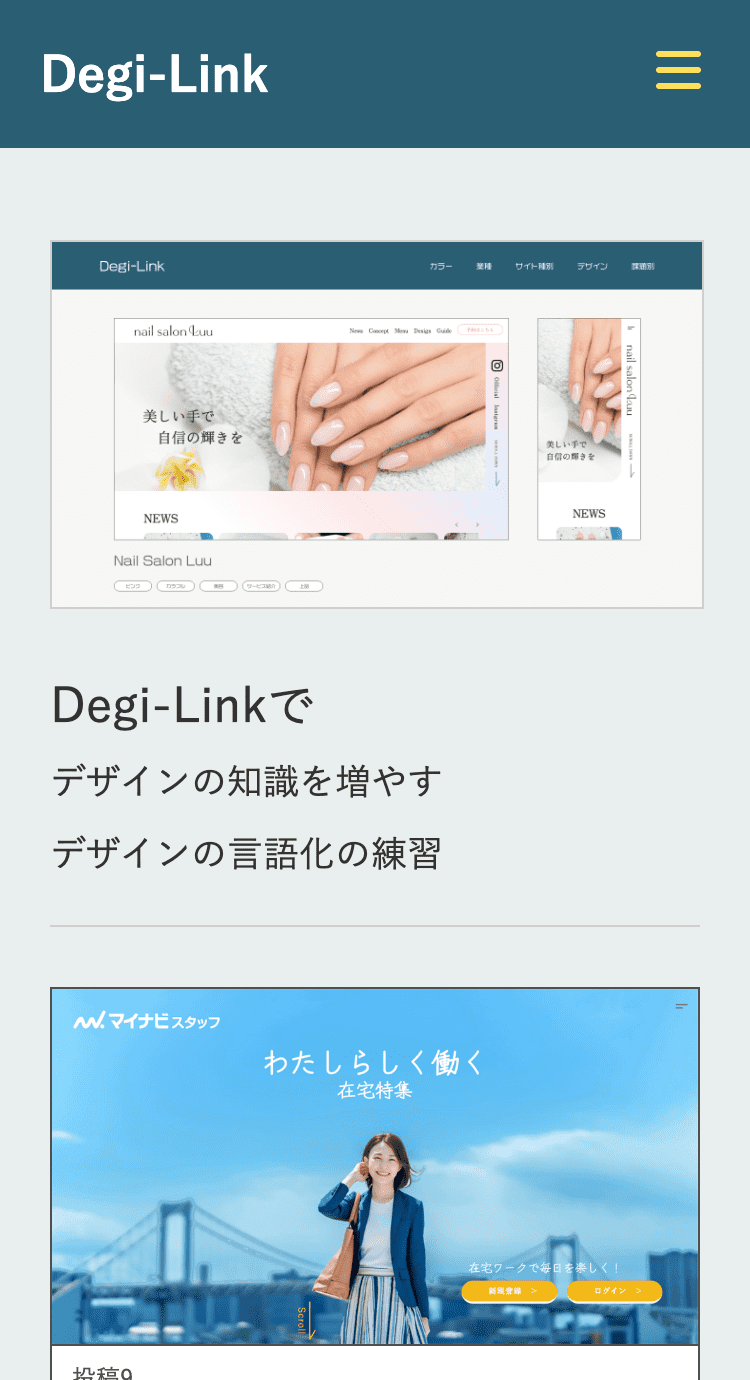 Degi-Link
Degi-Link
カラー 業種 サイト種別 デザイン 課題別
nail salon Luu
News Concept Menu Design Guide
美しい手で
自信の輝きを
Official Instgram
NEWS
nail salon Luu
美しい手で
自信の輝きを
NEWS
Nail Salon Luu
ピンク カラフル 美容 サービス紹介 上品
Degi-Linkで
デザインの知識を増やす
デザインの言語化の練習
マイナビスタッフ
わたしらしく働く
在宅特集
在宅ワークで毎日を楽しく！
新規登録 ＞ ログイン ＞
Scroll
投稿9